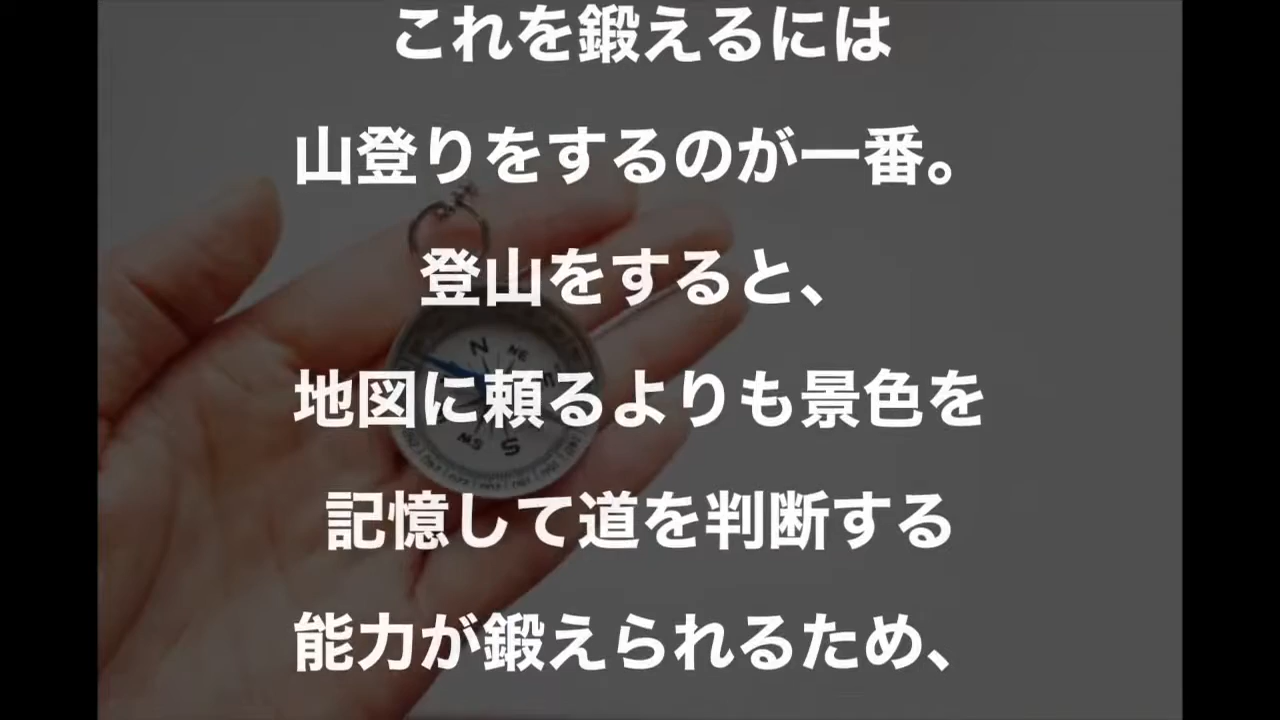 これを鍛えるには
山登りをするのが一番。
登山をすると、
地図に頼るよりも景色を
記憶して道を判断する
能力が鍛えられるため、
N
NE
E
S
SW